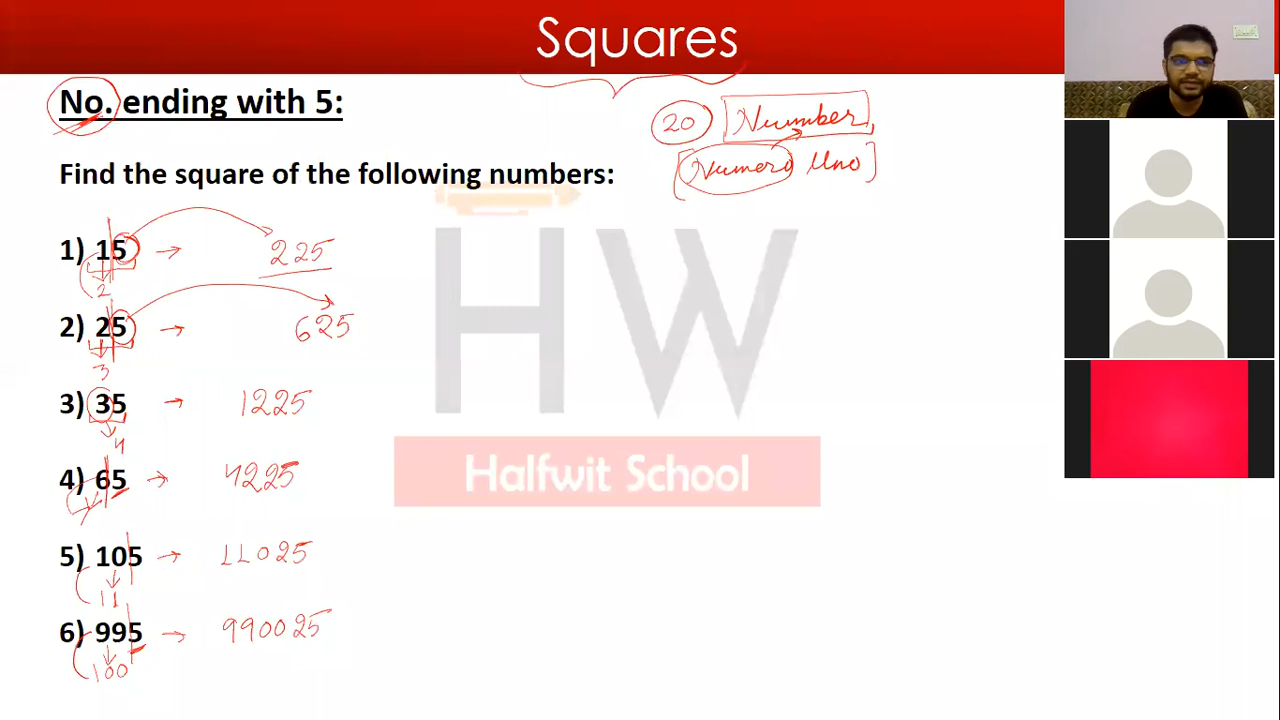 Squares
No. ending with 5:
20 Number,
[Numero Uno]
Find the square of the following numbers:
1) 15 → 225
2
2) 25 → 625
3
3) 35 → 1225
4
4) 65 → 4225
7
5) 105 → 11025
11
6) 995 → 990025
100
HW
Halfwit School